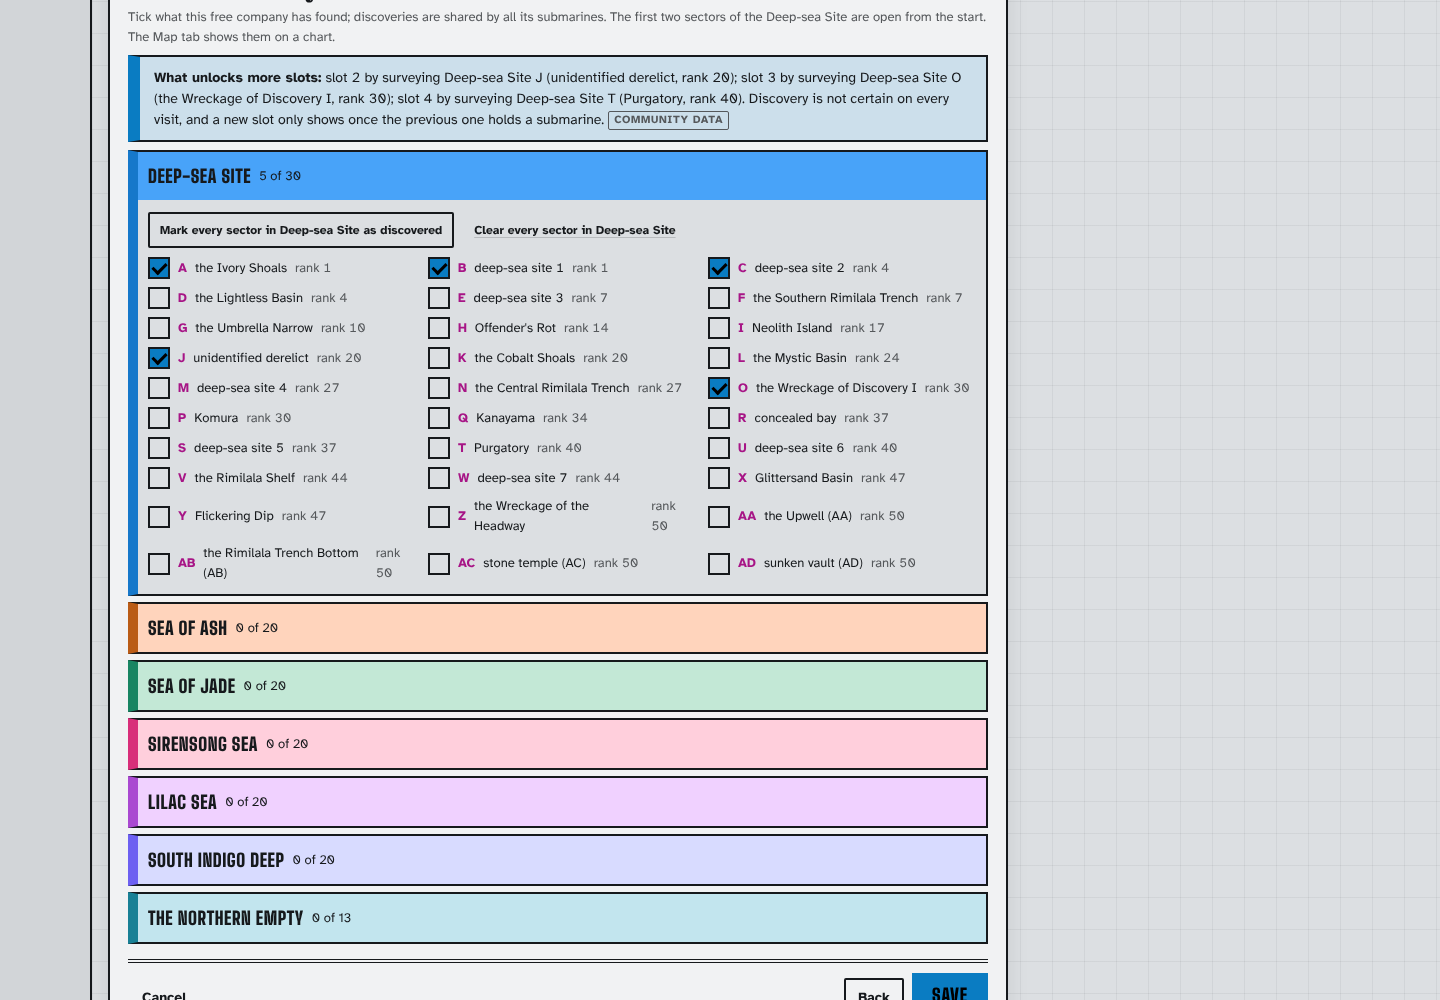 Tick what this free company has found; discoveries are shared by all its submarines. The first two sectors of the Deep-sea Site are open from the start.
The Map tab shows them on a chart.
What unlocks more slots: slot 2 by surveying Deep-sea Site J (unidentified derelict, rank 20); slot 3 by surveying Deep-sea Site O
(the Wreckage of Discovery I, rank 30); slot 4 by surveying Deep-sea Site T (Purgatory, rank 40). Discovery is not certain on every
visit, and a new slot only shows once the previous one holds a submarine. COMMUNITY DATA
DEEP-SEA SITE 5 of 30
Mark every sector in Deep-sea Site as discovered Clear every sector in Deep-sea Site
A the Ivory Shoals rank 1 B deep-sea site 1 rank 1 C deep-sea site 2 rank 4
D the Lightless Basin rank 4 E deep-sea site 3 rank 7 F the Southern Rimilala Trench rank 7
G the Umbrella Narrow rank 10 H Offender's Rot rank 14 I Neolith Island rank 17
J unidentified derelict rank 20 K the Cobalt Shoals rank 20 L the Mystic Basin rank 24
M deep-sea site 4 rank 27 N the Central Rimilala Trench rank 27 O the Wreckage of Discovery I rank 30
P Komura rank 30 Q Kanayama rank 34 R concealed bay rank 37
S deep-sea site 5 rank 37 T Purgatory rank 40 U deep-sea site 6 rank 40
V the Rimilala Shelf rank 44 W deep-sea site 7 rank 44 X Glittersand Basin rank 47
Y Flickering Dip rank 47 Z the Wreckage of the Headway rank 50 AA the Upwell (AA) rank 50
AB the Rimilala Trench Bottom (AB) rank 50 AC stone temple (AC) rank 50 AD sunken vault (AD) rank 50
SEA OF ASH 0 of 20
SEA OF JADE 0 of 20
SIRENSONG SEA 0 of 20
LILAC SEA 0 of 20
SOUTH INDIGO DEEP 0 of 20
THE NORTHERN EMPTY 0 of 13
Cancel Back SAVE